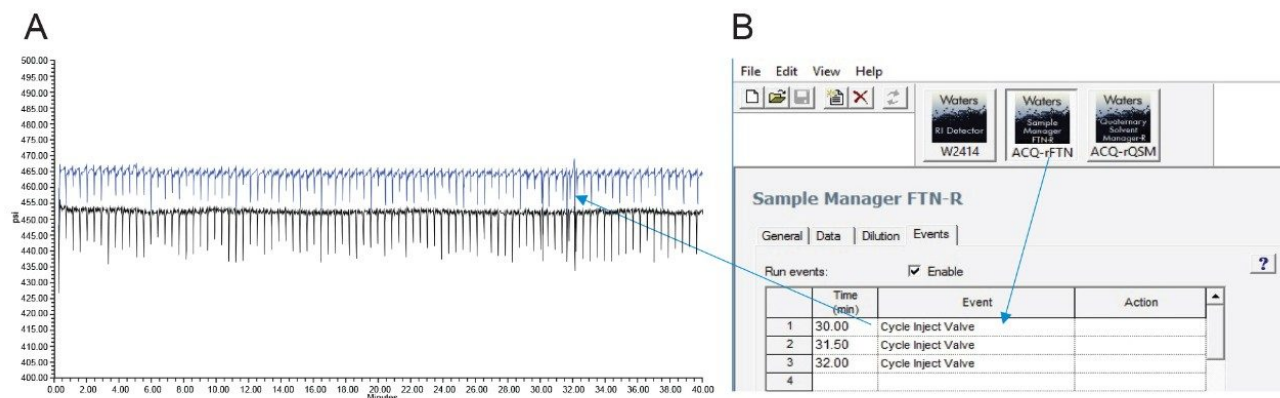 A
500.00
495.00
490.00
485.00
480.00
475.00
470.00
465.00
460.00
455.00
450.00
445.00
440.00
435.00
430.00
425.00
420.00
415.00
410.00
405.00
400.00
psi
0.00 2.00 4.00 6.00 8.00 10.00 12.00 14.00 16.00 18.00 20.00 22.00 24.00 26.00 28.00 30.00 32.00 34.00 36.00 38.00 40.00
Minutes
B
File Edit View Help
Waters
RI Detector
W2414
Waters
Sample
Manager
FTN-R
ACQ-rFTN
Waters
Quaternary
Solvent
Manager-R
ACQ-rQSM
Sample Manager FTN-R
General Data Dilution Events
Run events: Enable
?
Time
(min) Event Action
1 30.00 Cycle Inject Valve
2 31.50 Cycle Inject Valve
3 32.00 Cycle Inject Valve
4